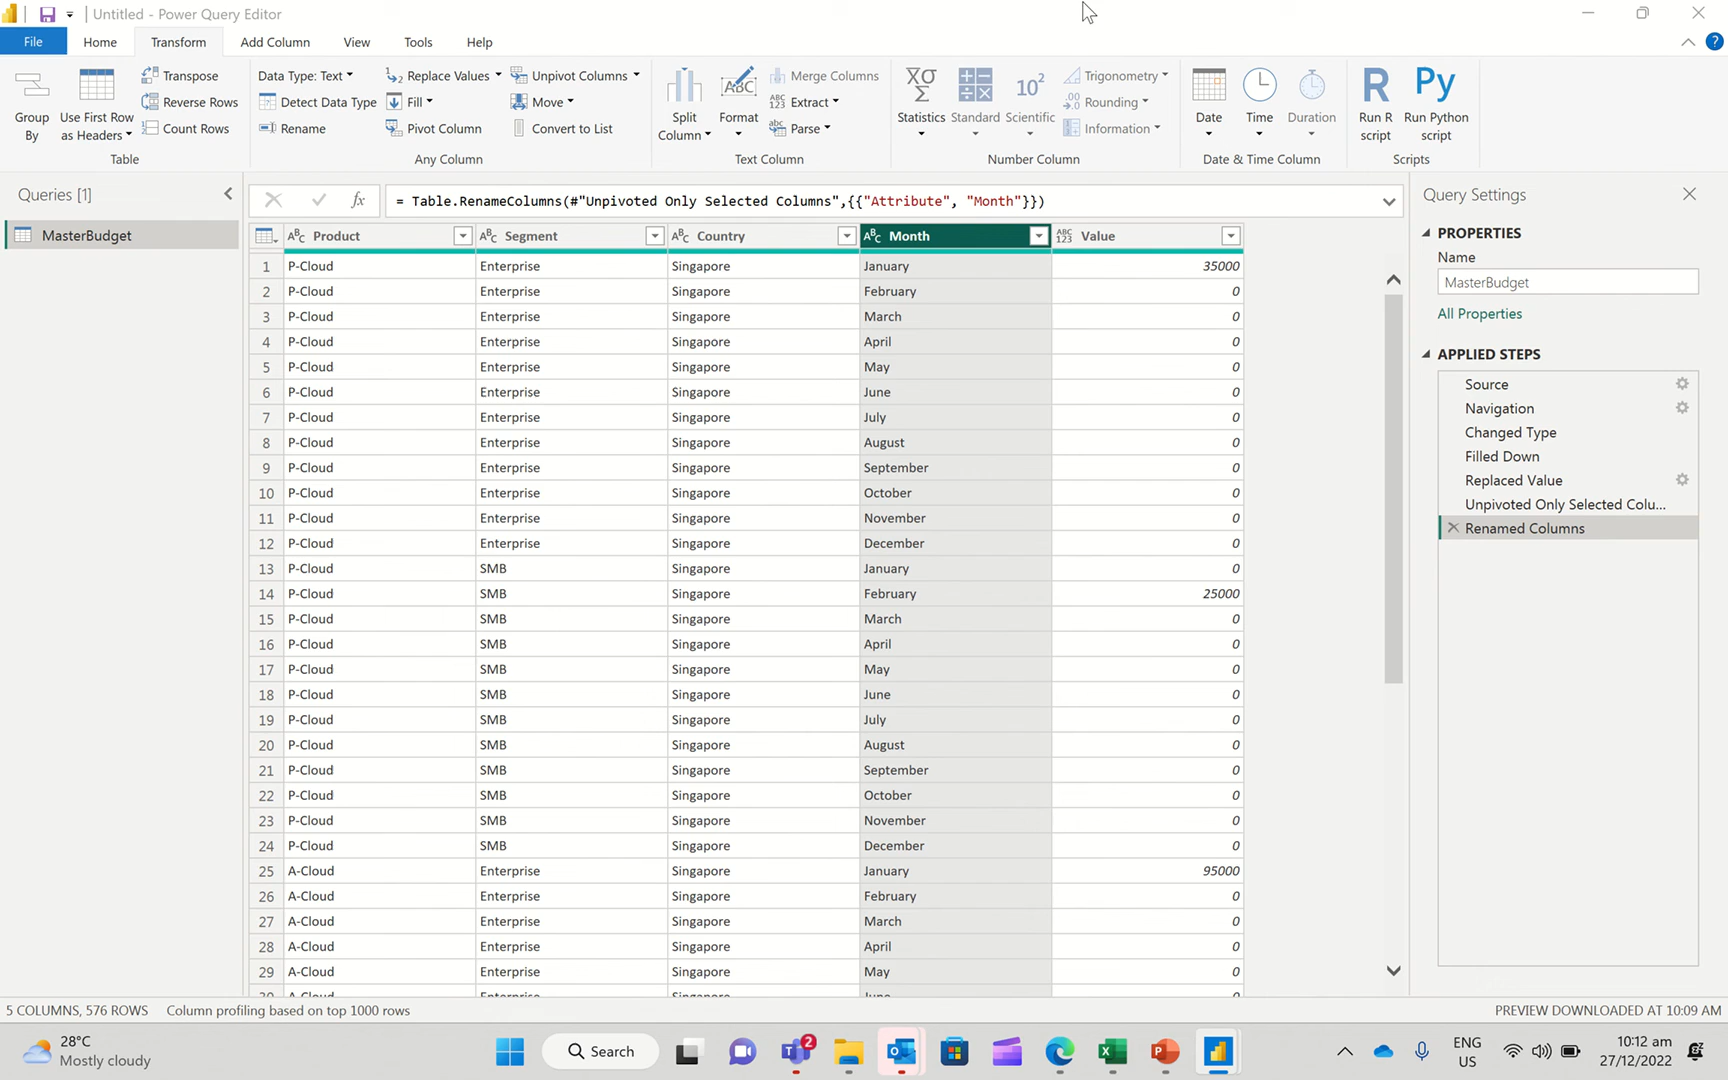 Untitled - Power Query Editor
File Home Transform Add Column View Tools Help
Group By
Use First Row as Headers
Transpose
Reverse Rows
Count Rows
Table
Data Type: Text
Detect Data Type
Rename
Replace Values
Fill
Pivot Column
Unpivot Columns
Move
Convert to List
Any Column
Split Column
Format
Merge Columns
Extract
Parse
Text Column
Statistics
Standard
Scientific
Trigonometry
Rounding
Information
Number Column
Date
Time
Duration
Date & Time Column
Run R script
Run Python script
Scripts
Queries [1]
MasterBudget
= Table.RenameColumns(#"Unpivoted Only Selected Columns",{{"Attribute", "Month"}})
Product Segment Country Month Value
1 P-Cloud Enterprise Singapore January 35000
2 P-Cloud Enterprise Singapore February 0
3 P-Cloud Enterprise Singapore March 0
4 P-Cloud Enterprise Singapore April 0
5 P-Cloud Enterprise Singapore May 0
6 P-Cloud Enterprise Singapore June 0
7 P-Cloud Enterprise Singapore July 0
8 P-Cloud Enterprise Singapore August 0
9 P-Cloud Enterprise Singapore September 0
10 P-Cloud Enterprise Singapore October 0
11 P-Cloud Enterprise Singapore November 0
12 P-Cloud Enterprise Singapore December 0
13 P-Cloud SMB Singapore January 0
14 P-Cloud SMB Singapore February 25000
15 P-Cloud SMB Singapore March 0
16 P-Cloud SMB Singapore April 0
17 P-Cloud SMB Singapore May 0
18 P-Cloud SMB Singapore June 0
19 P-Cloud SMB Singapore July 0
20 P-Cloud SMB Singapore August 0
21 P-Cloud SMB Singapore September 0
22 P-Cloud SMB Singapore October 0
23 P-Cloud SMB Singapore November 0
24 P-Cloud SMB Singapore December 0
25 A-Cloud Enterprise Singapore January 95000
26 A-Cloud Enterprise Singapore February 0
27 A-Cloud Enterprise Singapore March 0
28 A-Cloud Enterprise Singapore April 0
29 A-Cloud Enterprise Singapore May 0
Query Settings
PROPERTIES
Name
MasterBudget
All Properties
APPLIED STEPS
Source
Navigation
Changed Type
Filled Down
Replaced Value
Unpivoted Only Selected Colu...
Renamed Columns
5 COLUMNS, 576 ROWS Column profiling based on top 1000 rows
PREVIEW DOWNLOADED AT 10:09 AM
28°C
Mostly cloudy
Search
2
ENG
US
10:12 am
27/12/2022